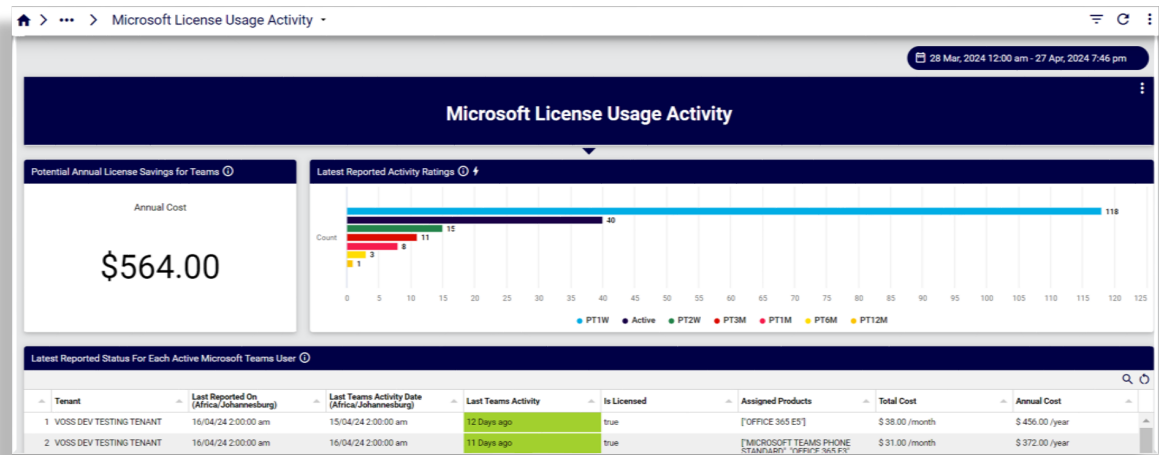 Microsoft License Usage Activity
28 Mar, 2024 12:00 am - 27 Apr, 2024 7:46 pm
Microsoft License Usage Activity
Potential Annual License Savings for Teams
Annual Cost
$564.00
Latest Reported Activity Ratings
Count
118
40
15
11
8
3
1
0 5 10 15 20 25 30 35 40 45 50 55 60 65 70 75 80 85 90 95 100 105 110 115 120 125
PT1W Active PT2W PT3M PT1M PT6M PT12M
Latest Reported Status For Each Active Microsoft Teams User
Tenant Last Reported On (Africa/Johannesburg) Last Teams Activity Date (Africa/Johannesburg) Last Teams Activity Is Licensed Assigned Products Total Cost Annual Cost
1 VOSS DEV TESTING TENANT 16/04/24 2:00:00 am 15/04/24 2:00:00 am 12 Days ago true ["OFFICE 365 E5"] $ 38.00 /month $ 456.00 /year
2 VOSS DEV TESTING TENANT 16/04/24 2:00:00 am 16/04/24 2:00:00 am 11 Days ago true ["MICROSOFT TEAMS PHONE $ 31.00 /month $ 372.00 /year
STANDARD", "OFFICE 365 E3"